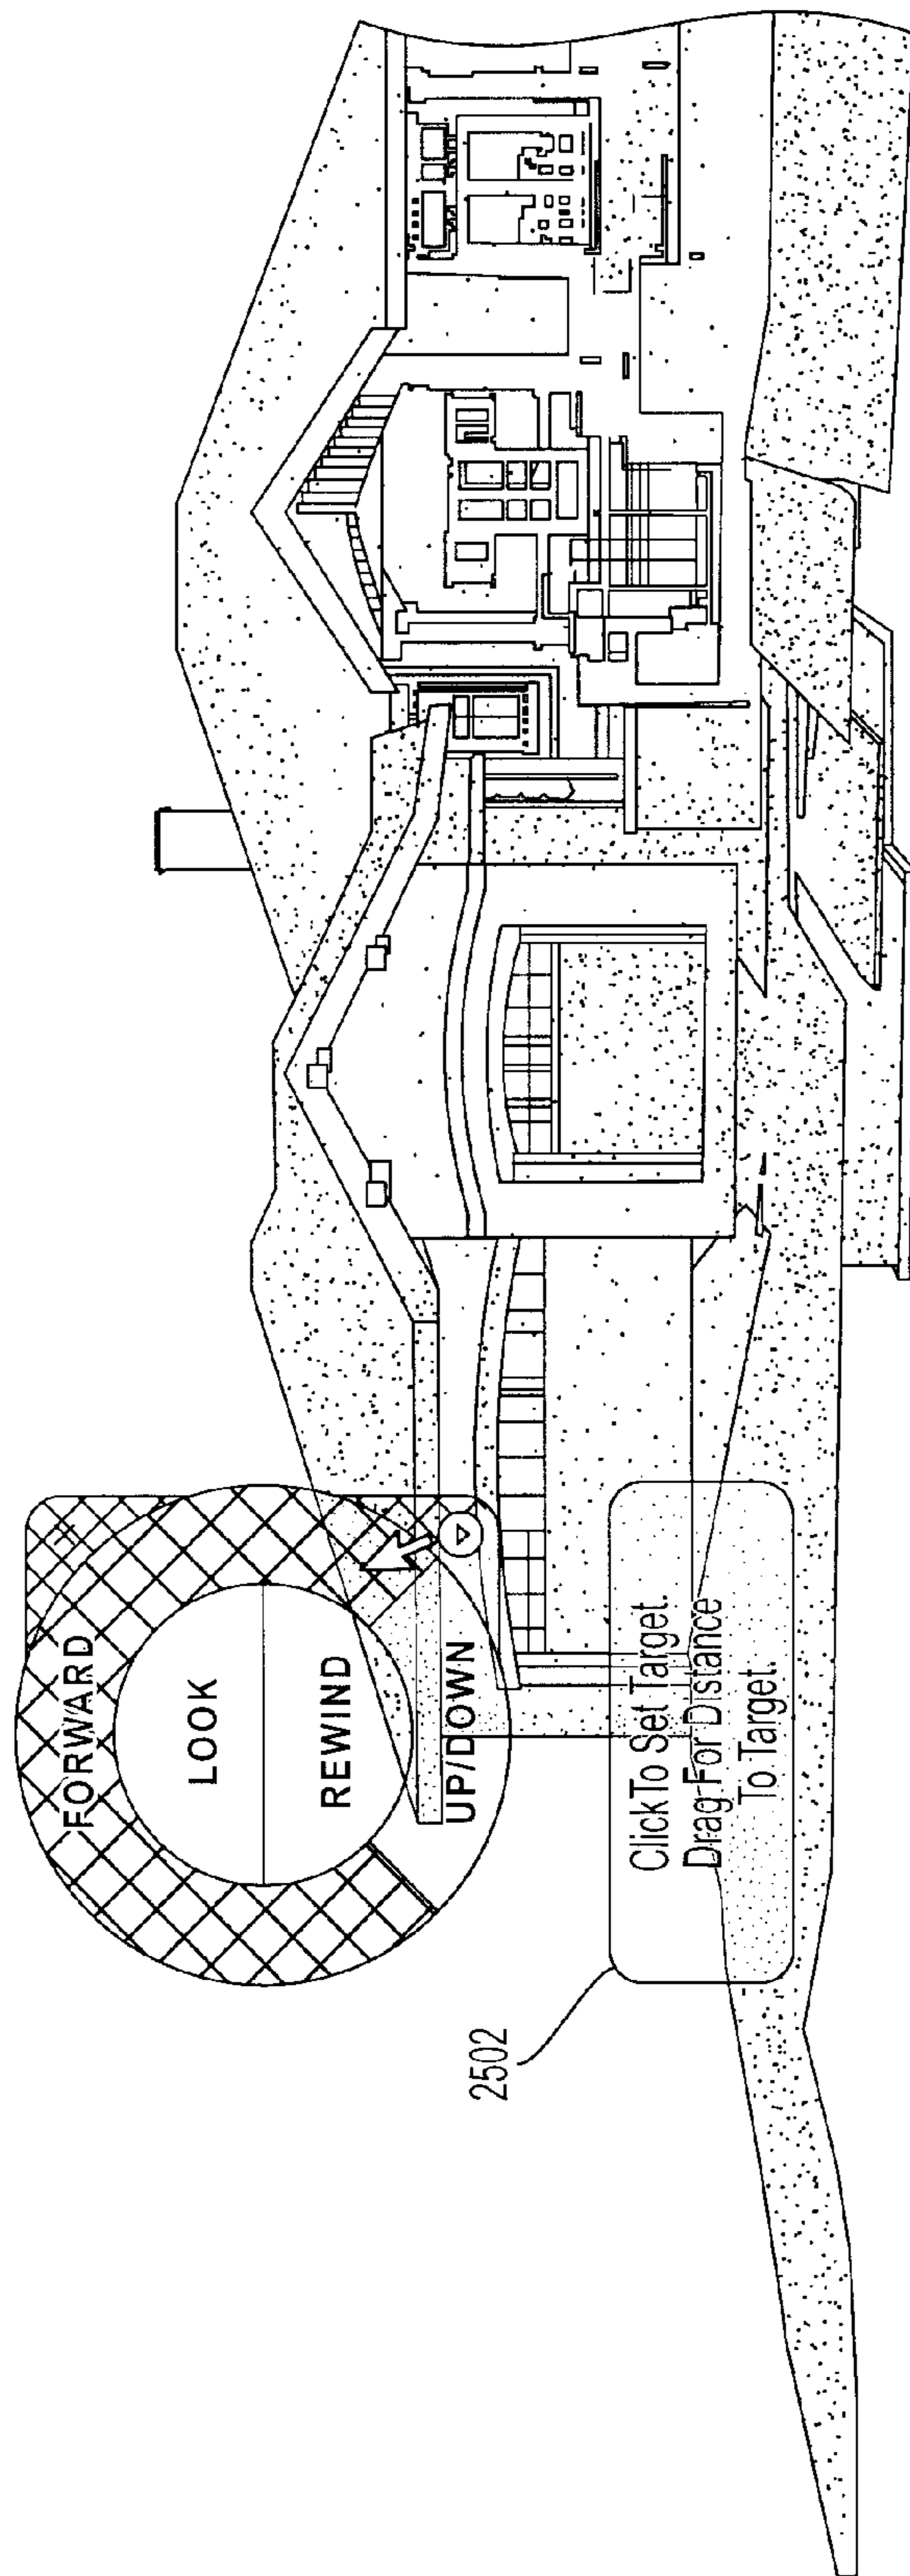 FORWARD
LOOK
REWIND
UP/DOWN
ClickTo Set Target.
Drag For Distance
To Target.
2502